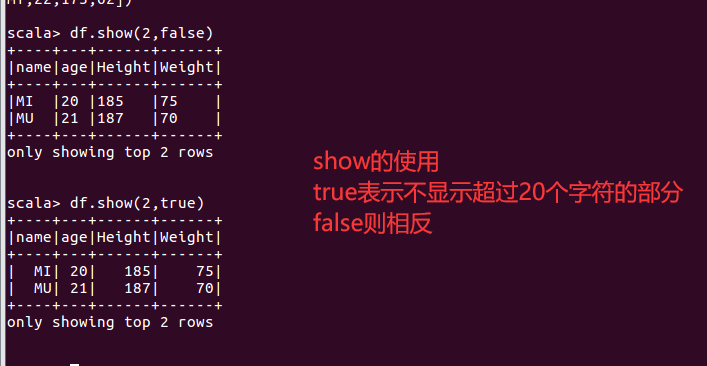 scala> df.show(2,false)
+----+---+------+------+
|name|age|Height|Weight|
+----+---+------+------+
|MI  |20 |185   |75    |
|MU  |21 |187   |70    |
+----+---+------+------+
only showing top 2 rows
scala> df.show(2,true)
+----+---+------+------+
|name|age|Height|Weight|
+----+---+------+------+
|  MI| 20|   185|    75|
|  MU| 21|   187|    70|
+----+---+------+------+
only showing top 2 rows
show的使用
true表示不显示超过20个字符的部分
false则相反